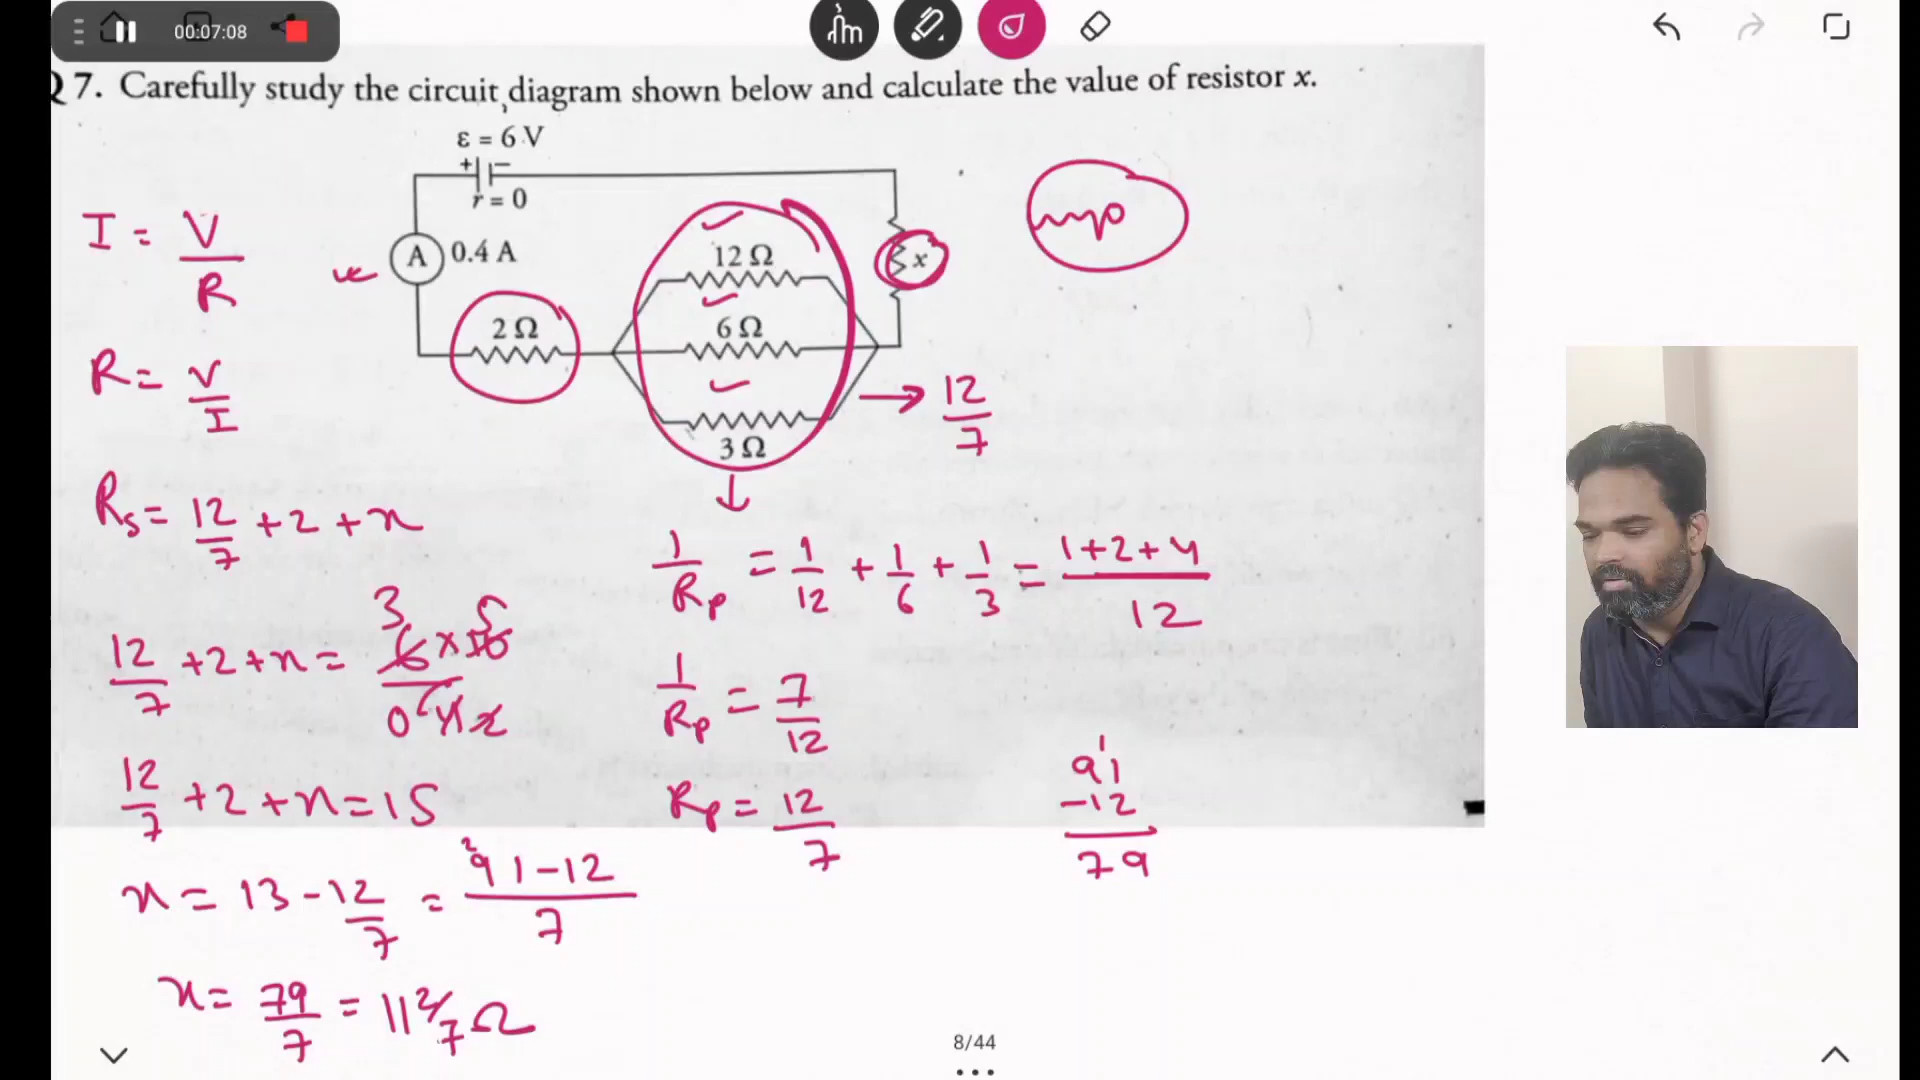 00:07:08
Q 7. Carefully study the circuit diagram shown below and calculate the value of resistor x.
ε = 6 V
+ −
r = 0
A 0.4 A
2 Ω
12 Ω
6 Ω
3 Ω
x
I = V/R
R = V/I
→ 12/7
Rs = 12/7 + 2 + x
1/Rp = 1/12 + 1/6 + 1/3 = 1+2+4/12
12/7 + 2 + x = 6 × 10/0.4 3 5 2
1/Rp = 7/12
12/7 + 2 + x = 15
Rp = 12/7
91
-12
79
x = 13 - 12/7 = 91-12/7
x = 79/7 = 11 2/7 Ω
8/44